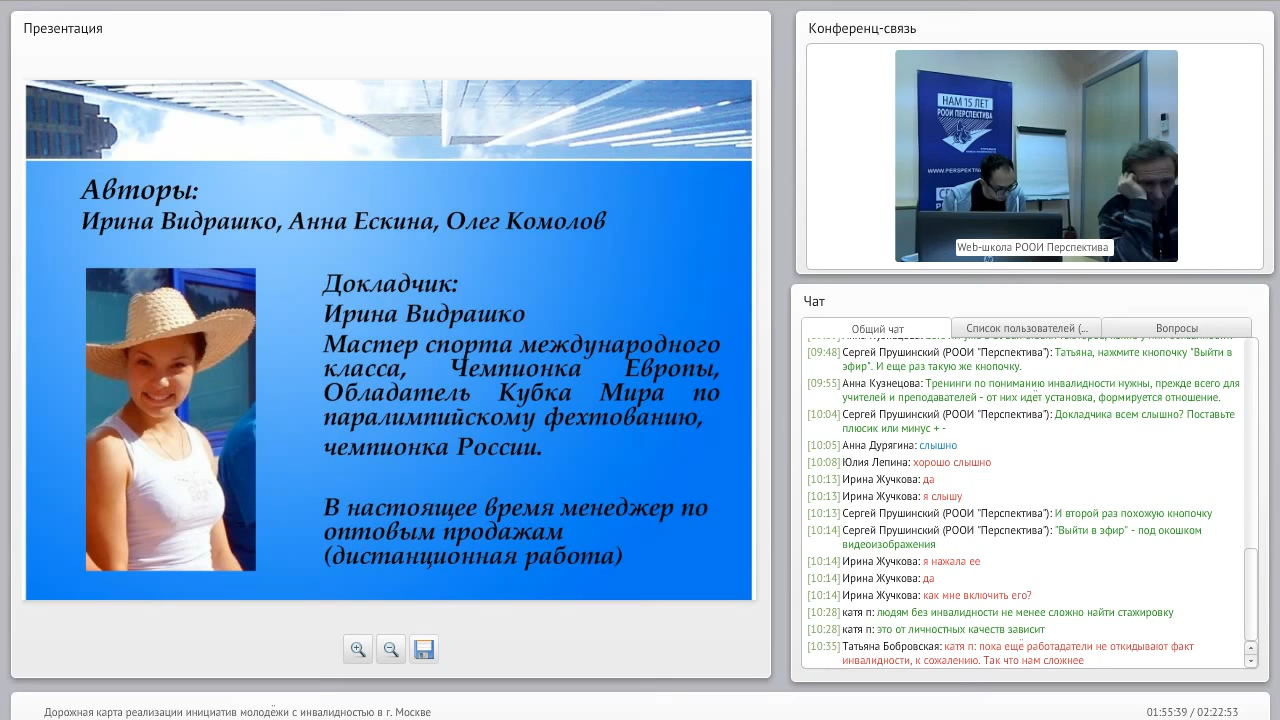 Презентация
Авторы:
Ирина Видрашко, Анна Ескина, Олег Комолов
Докладчик:
Ирина Видрашко
Мастер спорта международного
класса, Чемпионка Европы,
Обладатель Кубка Мира по
паралимпийскому фехтованию,
чемпионка России.
В настоящее время менеджер по
оптовым продажам
(дистанционная работа)
Конференц-связь
НАМ 15 ЛЕТ
РООИ ПЕРСПЕКТИВА
Web-школа РООИ Перспектива
Чат
Общий чат
Список пользователей (...
Вопросы
[09:48] Сергей Прушинский (РООИ "Перспектива"): Татьяна, нажмите кнопочку "Выйти в
эфир". И еще раз такую же кнопочку.
[09:55] Анна Кузнецова: Тренинги по пониманию инвалидности нужны, прежде всего для
учителей и преподавателей - от них идет установка, формируется отношение.
[10:04] Сергей Прушинский (РООИ "Перспектива"): Докладчика всем слышно? Поставьте
плюсик или минус + -
[10:05] Анна Дурягина: слышно
[10:08] Юлия Лепина: хорошо слышно
[10:13] Ирина Жучкова: да
[10:13] Ирина Жучкова: я слышу
[10:13] Сергей Прушинский (РООИ "Перспектива"): И второй раз похожую кнопочку
[10:14] Сергей Прушинский (РООИ "Перспектива"): "Выйти в эфир" - под окошком
видеоизображения
[10:14] Ирина Жучкова: я нажала ее
[10:14] Ирина Жучкова: да
[10:14] Ирина Жучкова: как мне включить его?
[10:28] катя п: людям без инвалидности не менее сложно найти стажировку
[10:28] катя п: это от личностных качеств зависит
[10:35] Татьяна Бобровская: катя п: пока ещё работадатели не откидывают факт
инвалидности, к сожалению. Так что нам сложнее
Дорожная карта реализации инициатив молодёжи с инвалидностью в г. Москве
01:55:39 / 02:22:53